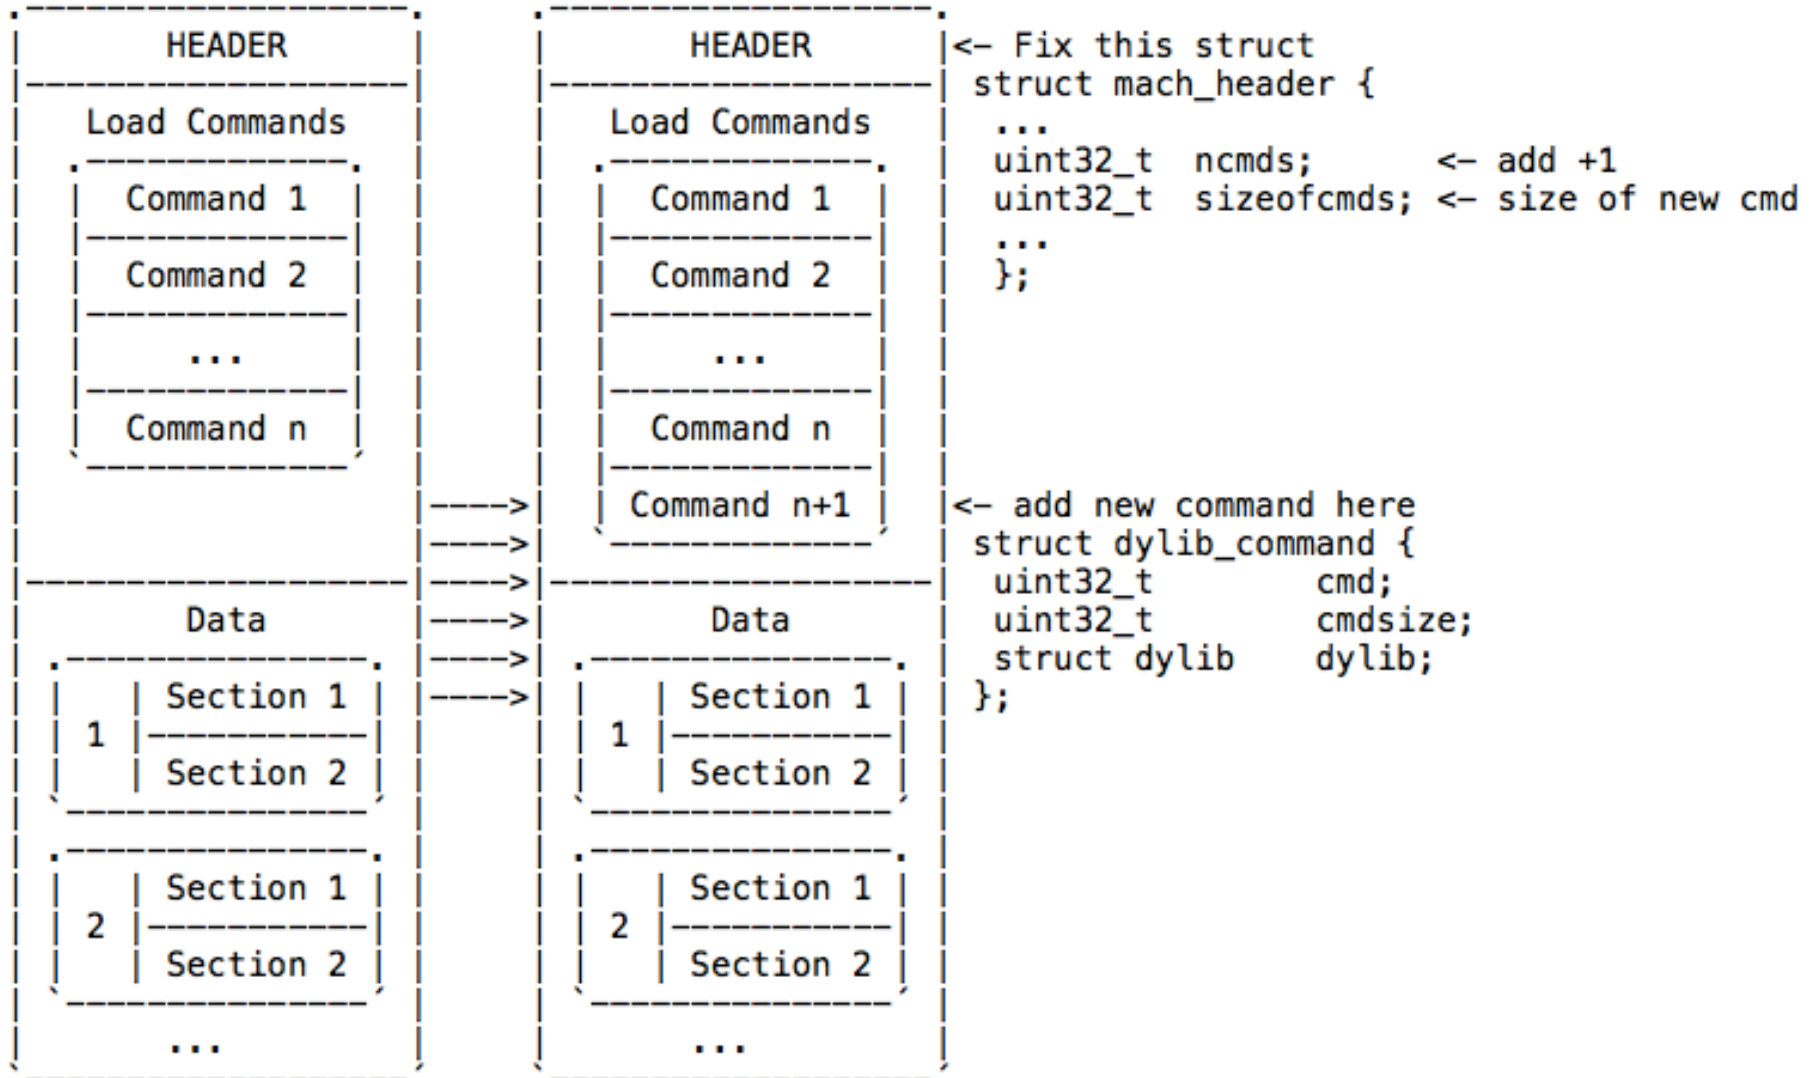 .-------------------.     .-------------------.
|       HEADER      |     |       HEADER      |<- Fix this struct
|-------------------|     |-------------------| struct mach_header {
|   Load Commands   |     |   Load Commands   |  ...
|  .-------------.  |     |  .-------------.  |  uint32_t  ncmds;      <- add +1
|  |  Command 1  |  |     |  |  Command 1  |  |  uint32_t  sizeofcmds; <- size of new cmd
|  |-------------|  |     |  |-------------|  |  ...
|  |  Command 2  |  |     |  |  Command 2  |  |  };
|  |-------------|  |     |  |-------------|  |
|  |     ...     |  |     |  |     ...     |  |
|  |-------------|  |     |  |-------------|  |
|  |  Command n  |  |     |  |  Command n  |  |
|  `-------------´  |     |  |-------------|  |
|                   |---->|  | Command n+1 |  |<- add new command here
|                   |---->|  `-------------´  | struct dylib_command {
|-------------------|---->|-------------------|  uint32_t        cmd;
|        Data       |---->|        Data       |  uint32_t        cmdsize;
| .---------------. |---->| .---------------. |  struct dylib    dylib;
| |   | Section 1 | |---->| |   | Section 1 | | };
| | 1 |-----------| |     | | 1 |-----------| |
| |   | Section 2 | |     | |   | Section 2 | |
| `---------------´ |     | `---------------´ |
| .---------------. |     | .---------------. |
| |   | Section 1 | |     | |   | Section 1 | |
| | 2 |-----------| |     | | 2 |-----------| |
| |   | Section 2 | |     | |   | Section 2 | |
| `---------------´ |     | `---------------´ |
|       ...         |     |       ...         |
`-------------------´     `-------------------´